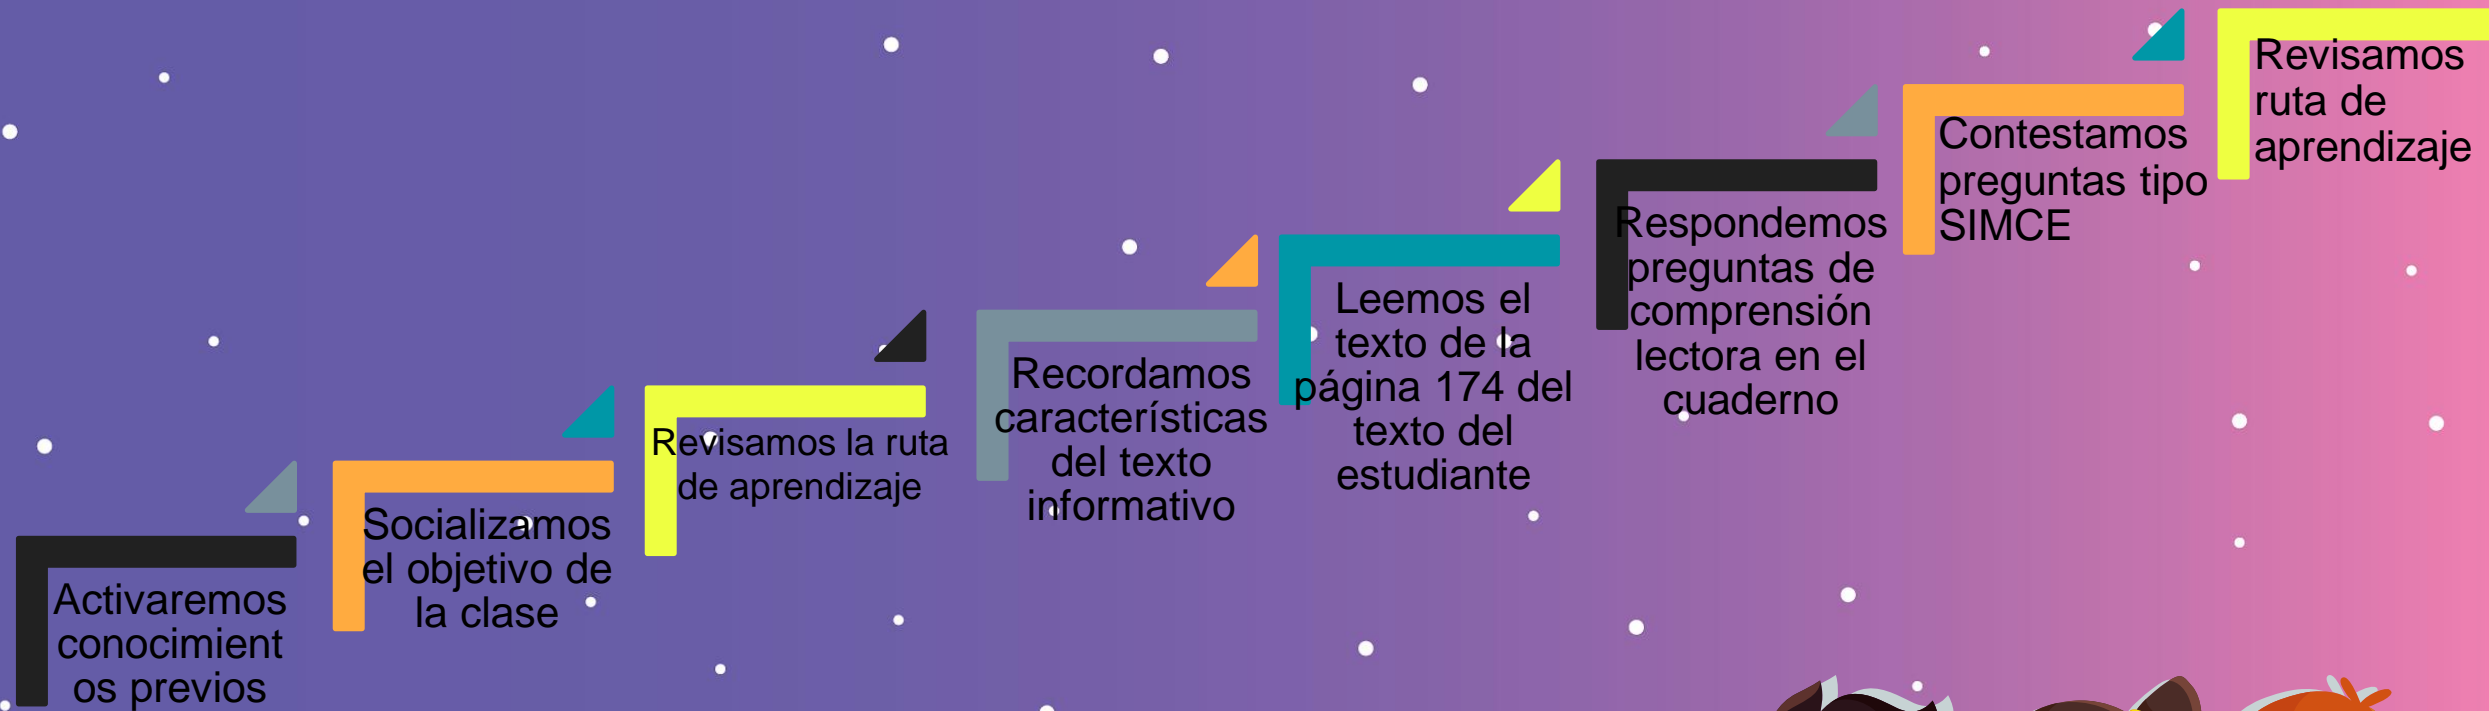 Activaremos
conocimient
os previos
Socializamos
el objetivo de
la clase
Revisamos la ruta
de aprendizaje
Recordamos
características
del texto
informativo
Leemos el
texto de la
página 174 del
texto del
estudiante
Respondemos
preguntas de
comprensión
lectora en el
cuaderno
Contestamos
preguntas tipo
SIMCE
Revisamos
ruta de
aprendizaje